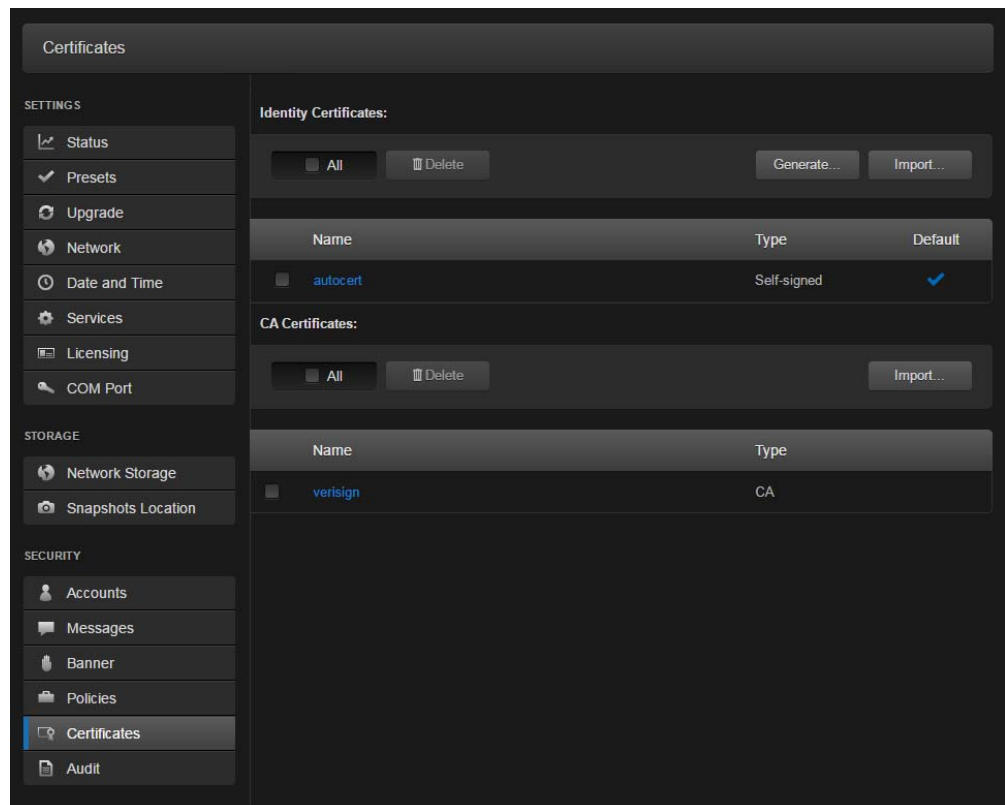 Certificates
SETTINGS
Status
Presets
Upgrade
Network
Date and Time
Services
Licensing
COM Port
STORAGE
Network Storage
Snapshots Location
SECURITY
Accounts
Messages
Banner
Policies
Certificates
Audit
Identity Certificates:
All Delete Generate... Import...
Name Type Default
autocert Self-signed
CA Certificates:
All Delete Import...
Name Type
verisign CA